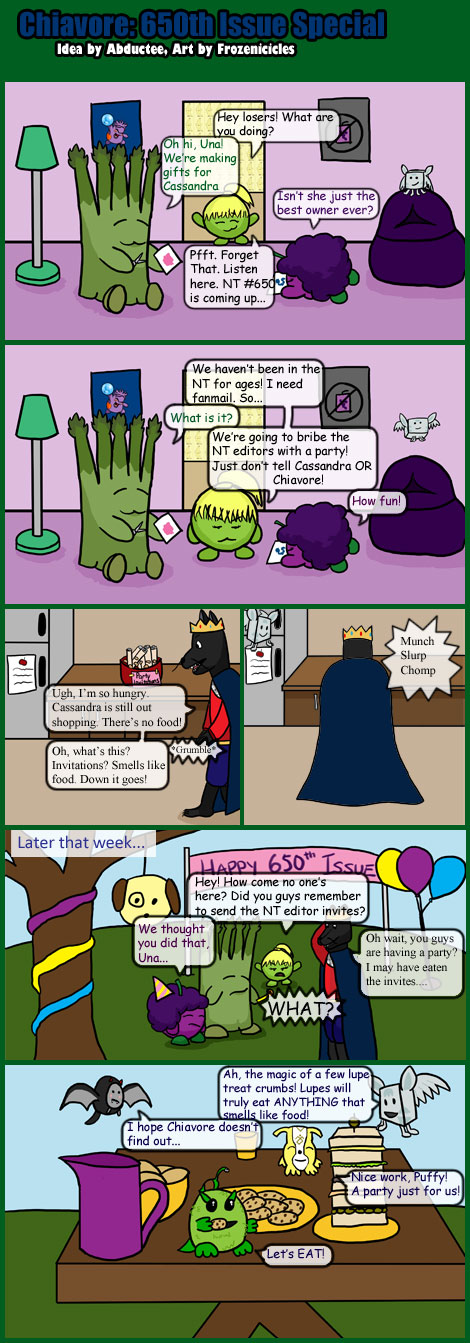 Chiavore: 650th Issue Special
Idea by Abductee, Art by Frozenicicles
Hey losers! What are
you doing?
Oh hi, Una!
We're making
gifts for
Cassandra
Isn't she just the
best owner ever?
Pfft. Forget
That. Listen
here. NT #650
is coming up...
We haven't been in the
NT for ages! I need
fanmail. So...
What is it?
We're going to bribe the
NT editors with a party!
Just don't tell Cassandra OR
Chiavore!
How fun!
Ugh, I'm so hungry.
Cassandra is still out
shopping. There's no food!
*Grumble*
Oh, what's this?
Invitations? Smells like
food. Down it goes!
Munch
Slurp
Chomp
Later that week...
HAPPY 650th ISSUE
Hey! How come no one's
here? Did you guys remember
to send the NT editor invites?
We thought
you did that,
Una...
Oh wait, you guys
are having a party?
I may have eaten
the invites....
WHAT?
Ah, the magic of a few lupe
treat crumbs! Lupes will
truly eat ANYTHING that
smells like food!
I hope Chiavore doesn't
find out...
Nice work, Puffy!
A party just for us!
Let's EAT!